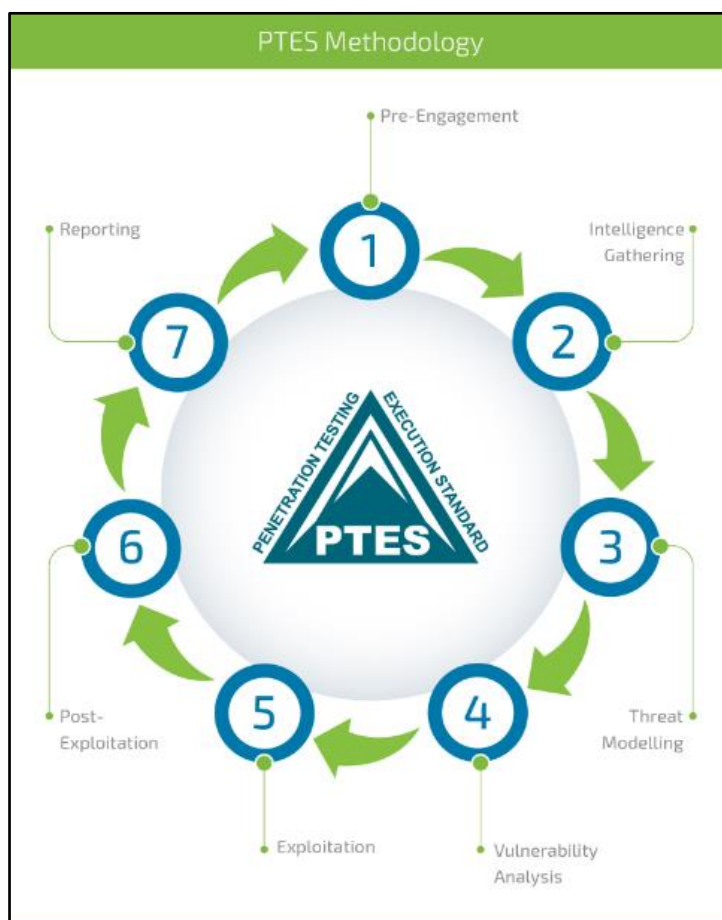 PTES Methodology
Pre-Engagement
1
Intelligence
Gathering
2
Threat
Modelling
3
Vulnerability
Analysis
4
Exploitation
5
Post-
Exploitation
6
Reporting
7
PENETRATION TESTING
EXECUTION STANDARD
PTES